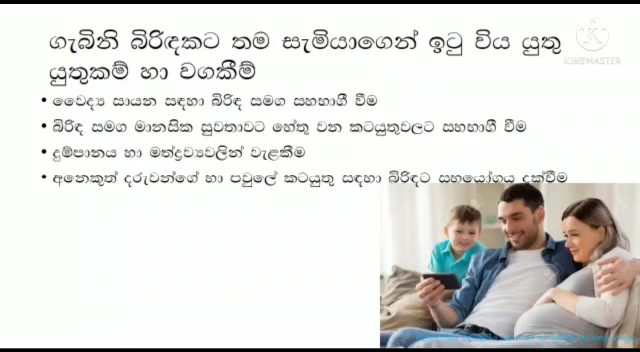 ගැබිනි බිරිඳකට තම සැමියාගෙන් ඉටු විය යුතු
යුතුකම් හා වගකීම්
• වෛද්‍ය සායන සඳහා බිරිඳ සමග සහභාගී වීම
• බිරිඳ සමග මානසික සුවතාවට හේතු වන කටයුතුවලට සහභාගී වීම
• දුම්පානය හා මත්ද්‍රව්‍යවලින් වැළකීම
• අනෙකුත් දරුවන්ගේ හා පවුලේ කටයුතු සඳහා බිරිඳට සහයෝගය දක්වීම
KINEMASTER